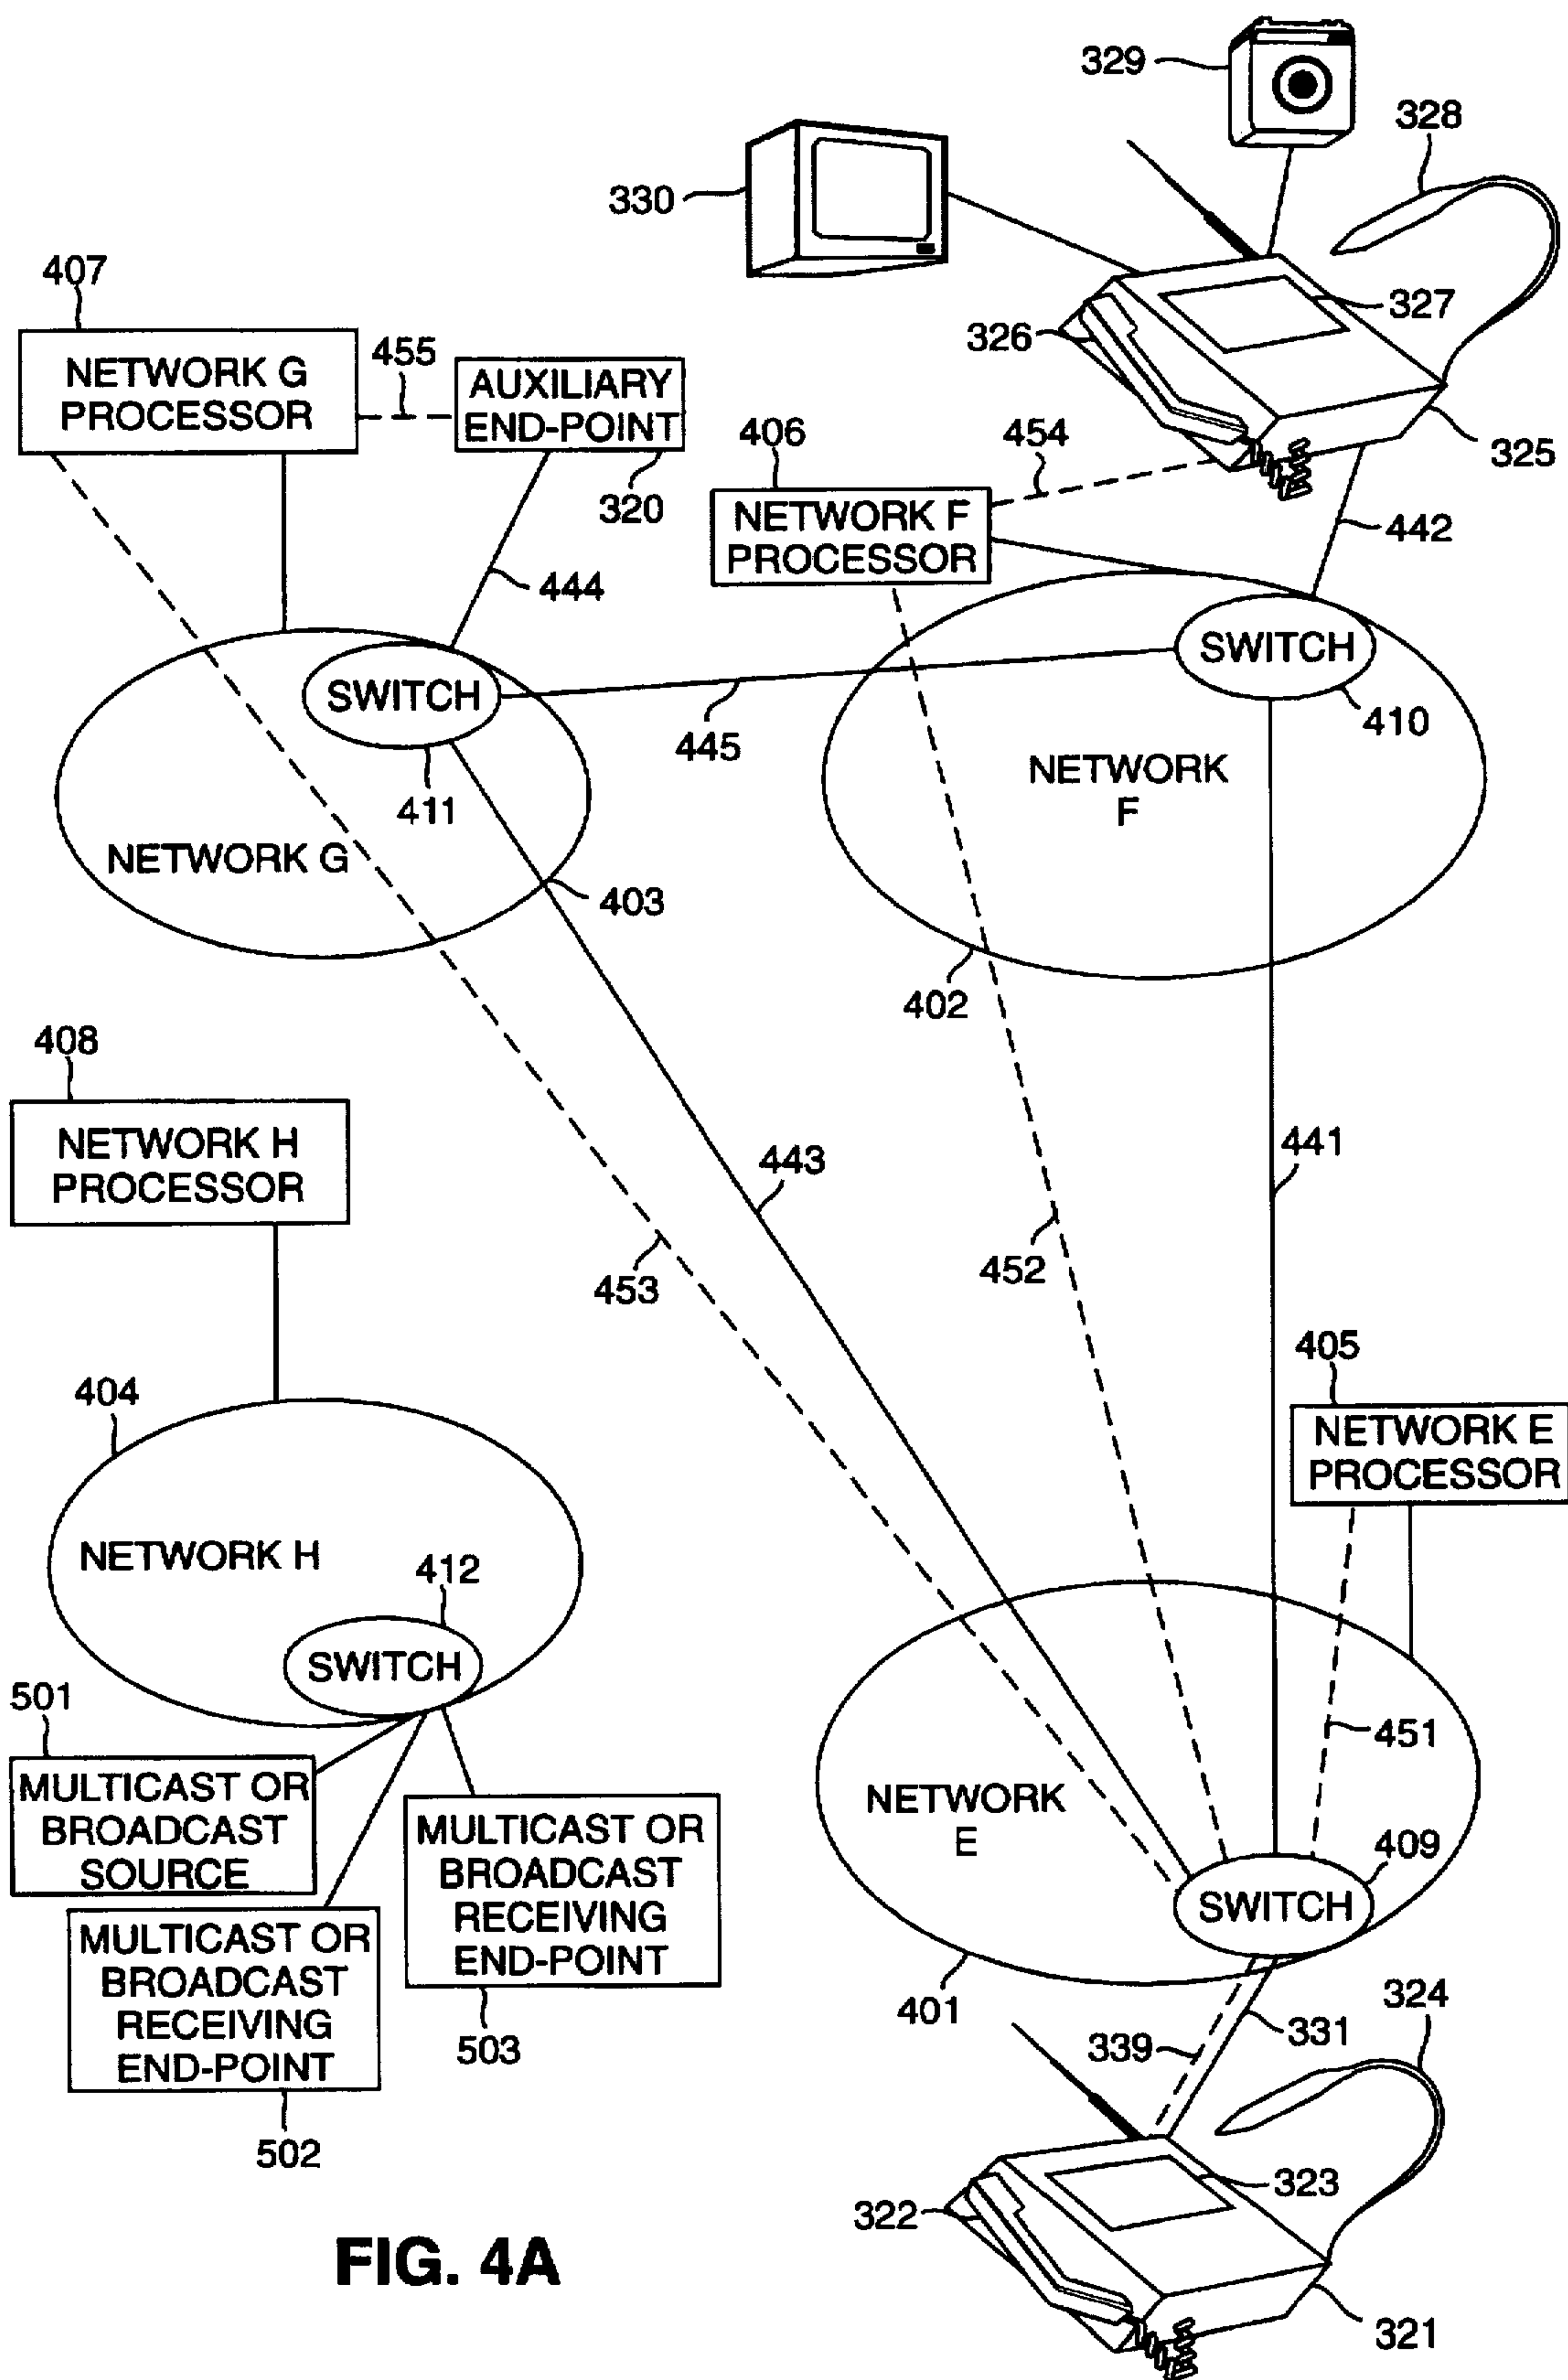 329
328
330
407
327
326
NETWORK G
PROCESSOR
455
AUXILIARY
END-POINT
406
454
325
320
NETWORK F
PROCESSOR
442
444
SWITCH
SWITCH
410
445
411
NETWORK
F
NETWORK G
403
402
408
NETWORK H
PROCESSOR
443
441
453
452
405
404
NETWORK E
PROCESSOR
NETWORK H
412
SWITCH
501
451
MULTICAST OR
BROADCAST
SOURCE
MULTICAST OR
BROADCAST
RECEIVING
END-POINT
NETWORK
E
409
SWITCH
MULTICAST OR
BROADCAST
RECEIVING
END-POINT
401
324
503
339
331
502
323
322
FIG. 4A
321